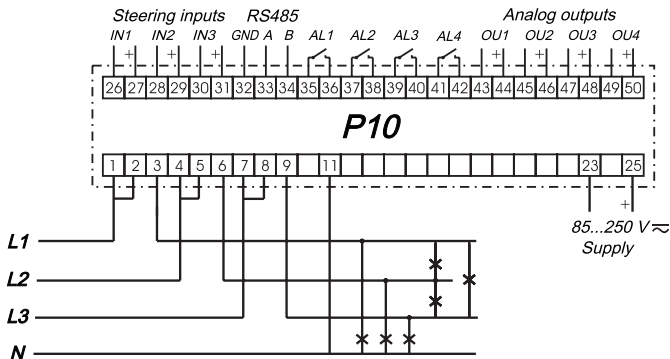 Steering inputs RS485 Analog outputs
IN1 + IN2 + IN3 + GND A B AL1 AL2 AL3 AL4 OU1 + OU2 + OU3 + OU4 +
26 27 28 29 30 31 32 33 34 35 36 37 38 39 40 41 42 43 44 45 46 47 48 49 50
P10
1 2 3 4 5 6 7 8 9 11 23 25
+
85...250 V ⎓
Supply
L1
L2
L3
N